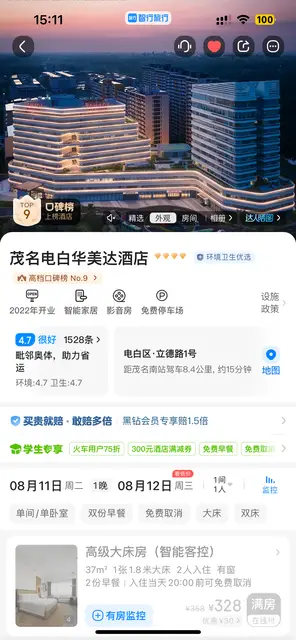 15:11
智行旅行
100
TOP
9
口碑榜
上榜酒店
精选
外观
房间
相册
达人陪图
茂名电白华美达酒店
环境卫生优选
高档口碑榜 No.9
2022年开业
智能家居
影音房
免费停车场
设施
政策
4.7 很好 1528条
毗邻奥体，助力省
运
环境:4.7 卫生:4.7
电白区·立德路1号
距茂名南站驾车8.4公里, 约15分钟
地图
买贵就赔·敢赔多倍 黑钻会员专享赔1.5倍
学生专享
火车用户75折
300元酒店满减券
免费早餐
免费取消
08月11日 周二
1晚
08月12日 周三
1间
1人
监控
单间/单卧室
双份早餐
免费取消
大床
双床
高级大床房（智能客控）
37m² 1张1.8米大床 2人入住 有窗
2份早餐 | 入住当天20:00前可免费取消
4
有房监控
¥358
¥328
优惠¥30
满房
在线付